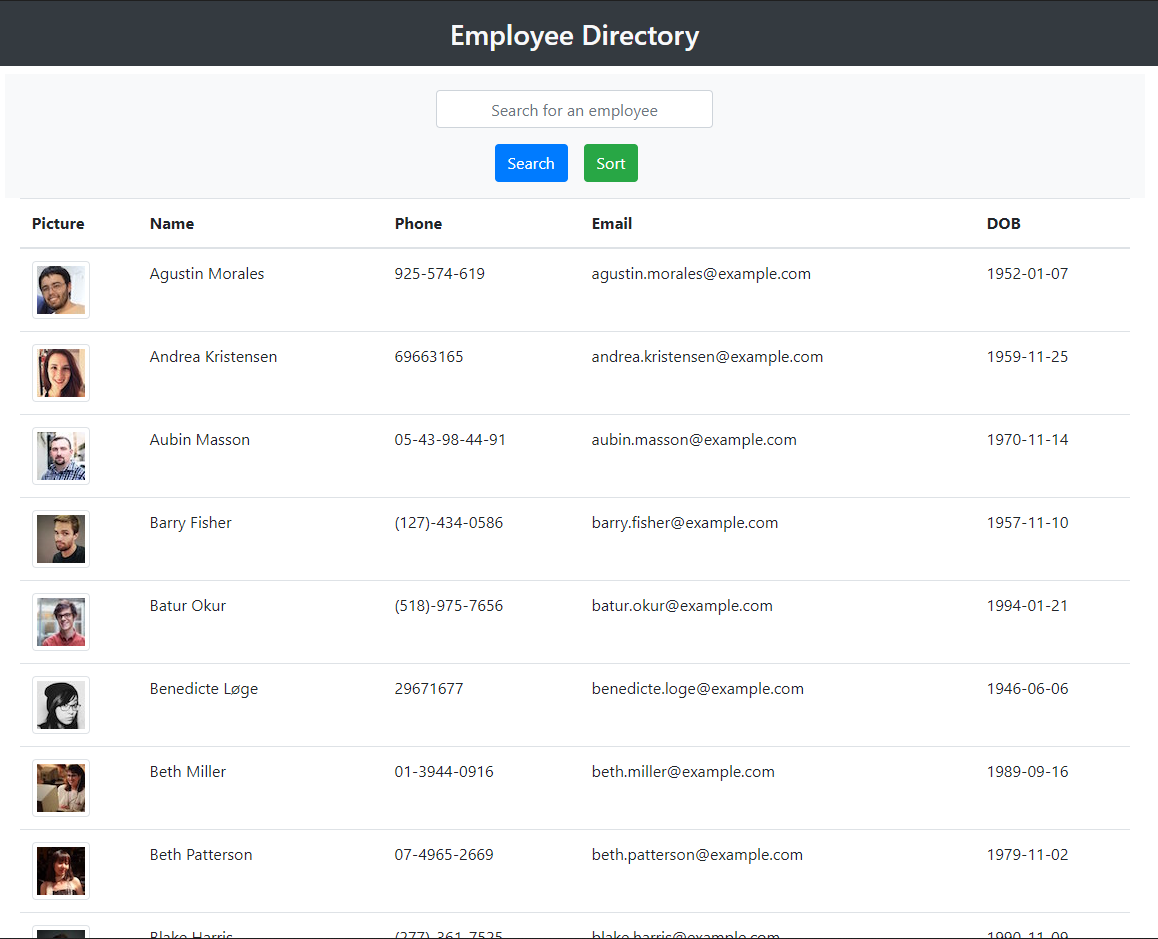 Employee Directory
Search for an employee
Search Sort
Picture Name Phone Email DOB
Agustin Morales 925-574-619 agustin.morales@example.com 1952-01-07
Andrea Kristensen 69663165 andrea.kristensen@example.com 1959-11-25
Aubin Masson 05-43-98-44-91 aubin.masson@example.com 1970-11-14
Barry Fisher (127)-434-0586 barry.fisher@example.com 1957-11-10
Batur Okur (518)-975-7656 batur.okur@example.com 1994-01-21
Benedicte Løge 29671677 benedicte.loge@example.com 1946-06-06
Beth Miller 01-3944-0916 beth.miller@example.com 1989-09-16
Beth Patterson 07-4965-2669 beth.patterson@example.com 1979-11-02
Blake Harris (277)-361-7525 blake.harris@example.com 1990-11-09